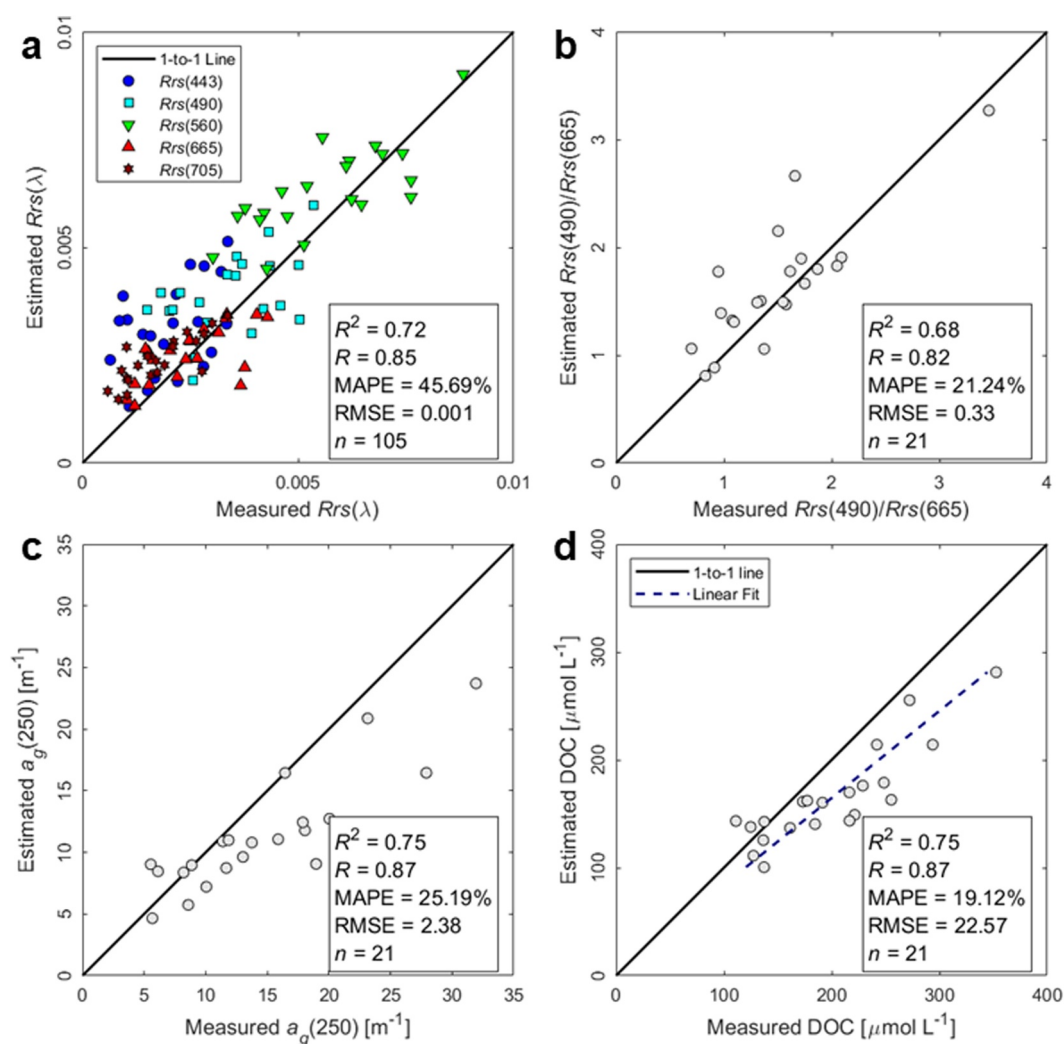 a
0.01
0.005
0
Estimated Rrs(λ)
1-to-1 Line
Rrs(443)
Rrs(490)
Rrs(560)
Rrs(665)
Rrs(705)
R² = 0.72
R = 0.85
MAPE = 45.69%
RMSE = 0.001
n = 105
0 0.005 0.01
Measured Rrs(λ)
b
4
3
2
1
0
Estimated Rrs(490)/Rrs(665)
R² = 0.68
R = 0.82
MAPE = 21.24%
RMSE = 0.33
n = 21
0 1 2 3 4
Measured Rrs(490)/Rrs(665)
c
35
30
25
20
15
10
5
0
Estimated a_g(250) [m⁻¹]
R² = 0.75
R = 0.87
MAPE = 25.19%
RMSE = 2.38
n = 21
0 5 10 15 20 25 30 35
Measured a_g(250) [m⁻¹]
d
400
300
200
100
0
Estimated DOC [μmol L⁻¹]
1-to-1 line
Linear Fit
R² = 0.75
R = 0.87
MAPE = 19.12%
RMSE = 22.57
n = 21
0 100 200 300 400
Measured DOC [μmol L⁻¹]